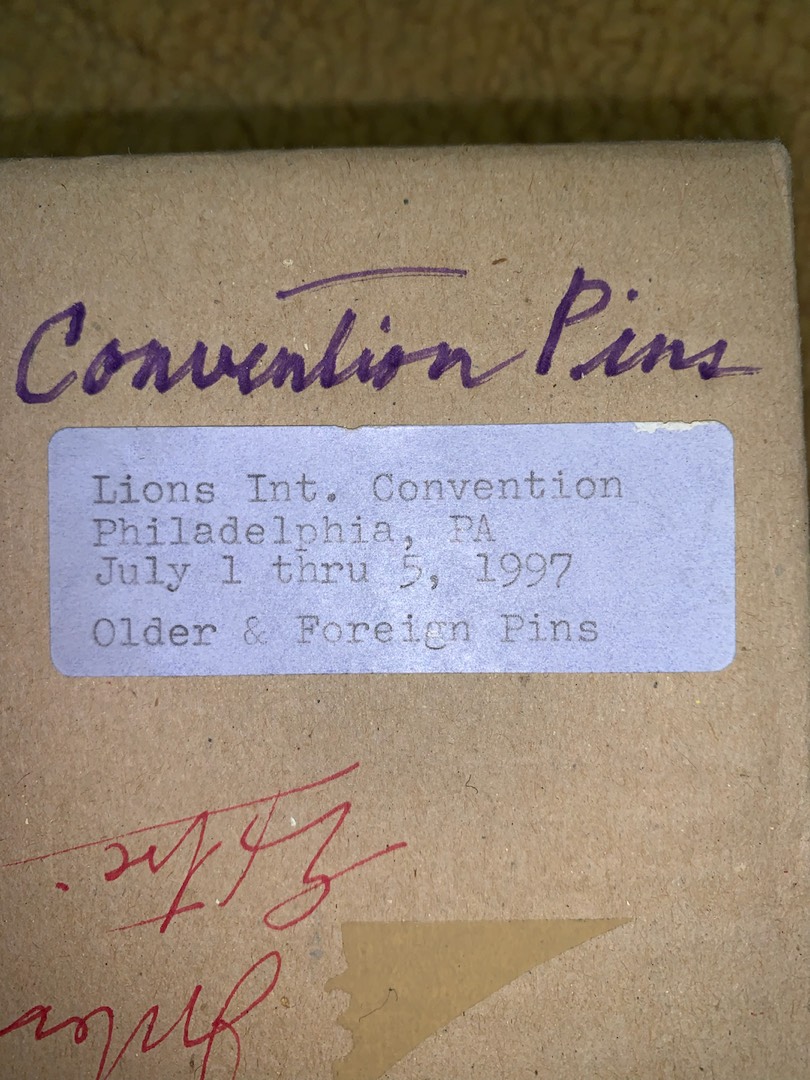 Convention Pins
Lions Int. Convention
Philadelphia, PA
July 1 thru 5, 1997
Older & Foreign Pins